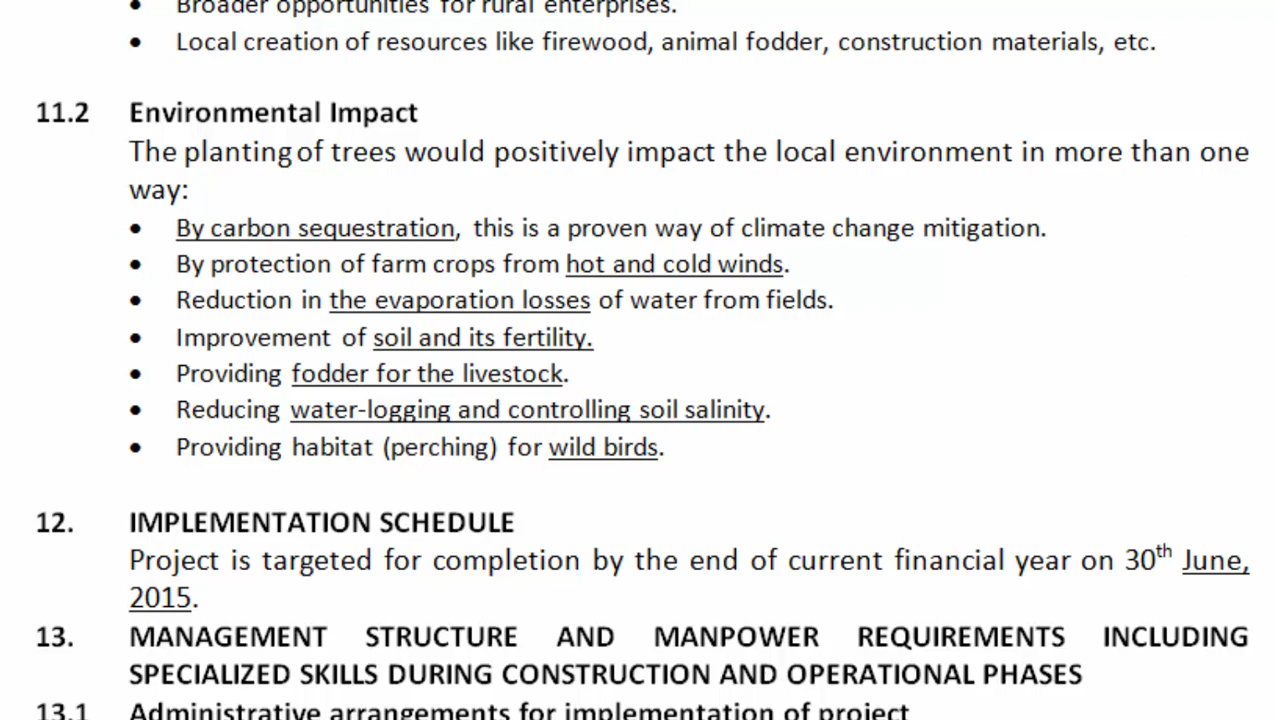 • Broader opportunities for rural enterprises.
• Local creation of resources like firewood, animal fodder, construction materials, etc.
11.2 Environmental Impact
The planting of trees would positively impact the local environment in more than one
way:
• By carbon sequestration, this is a proven way of climate change mitigation.
• By protection of farm crops from hot and cold winds.
• Reduction in the evaporation losses of water from fields.
• Improvement of soil and its fertility.
• Providing fodder for the livestock.
• Reducing water-logging and controlling soil salinity.
• Providing habitat (perching) for wild birds.
12. IMPLEMENTATION SCHEDULE
Project is targeted for completion by the end of current financial year on 30th June,
2015.
13. MANAGEMENT STRUCTURE AND MANPOWER REQUIREMENTS INCLUDING
SPECIALIZED SKILLS DURING CONSTRUCTION AND OPERATIONAL PHASES
13.1 Administrative arrangements for implementation of project